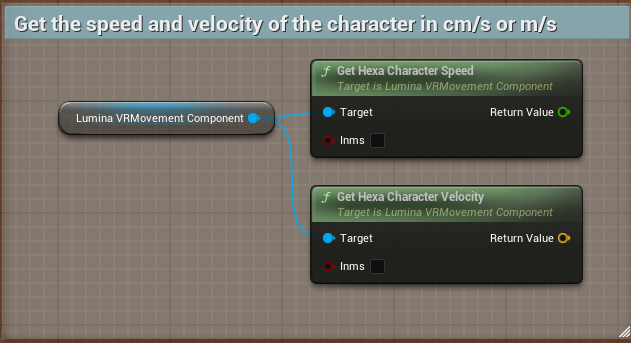 Get the speed and velocity of the character in cm/s or m/s
f Get Hexa Character Speed
Target is Lumina VRMovement Component
Lumina VRMovement Component
Target Return Value
Inms
f Get Hexa Character Velocity
Target is Lumina VRMovement Component
Target Return Value
Inms